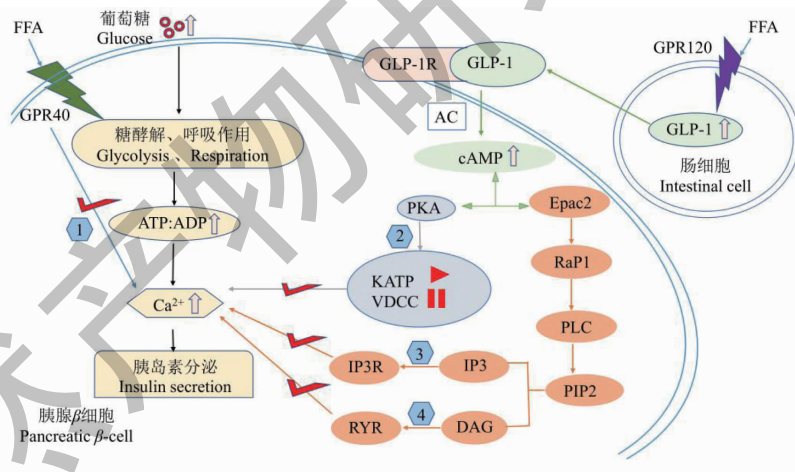 葡萄糖
Glucose
FFA
GPR40
糖酵解、呼吸作用
Glycolysis 、Respiration
1
ATP:ADP
Ca²⁺
胰岛素分泌
Insulin secretion
胰腺β细胞
Pancreatic β-cell
GLP-1R
GLP-1
AC
cAMP
PKA
Epac2
2
KATP
VDCC
RaP1
PLC
PIP2
IP3R
3
IP3
RYR
4
DAG
FFA
GPR120
GLP-1
肠细胞
Intestinal cell
产物研